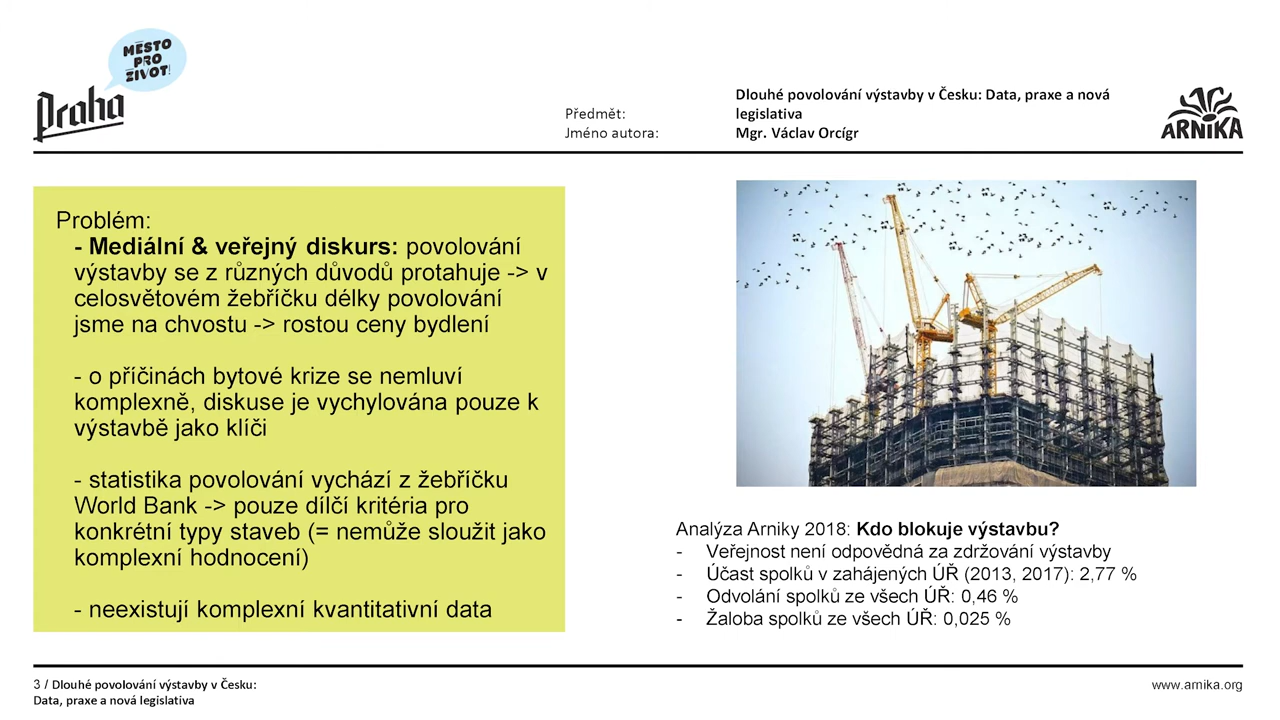 MĚSTO
PRO
ŽIVOT!
Praha
Předmět:
Jméno autora:
Dlouhé povolování výstavby v Česku: Data, praxe a nová
legislativa
Mgr. Václav Orcígr
ARNIKA
Problém:
- Mediální & veřejný diskurs: povolování
výstavby se z různých důvodů protahuje -> v
celosvětovém žebříčku délky povolování
jsme na chvostu -> rostou ceny bydlení
- o příčinách bytové krize se nemluví
komplexně, diskuse je vychylována pouze k
výstavbě jako klíči
- statistika povolování vychází z žebříčku
World Bank -> pouze dílčí kritéria pro
konkrétní typy staveb (= nemůže sloužit jako
komplexní hodnocení)
- neexistují komplexní kvantitativní data
Analýza Arniky 2018: Kdo blokuje výstavbu?
- Veřejnost není odpovědná za zdržování výstavby
- Účast spolků v zahájených ÚŘ (2013, 2017): 2,77 %
- Odvolání spolků ze všech ÚŘ: 0,46 %
- Žaloba spolků ze všech ÚŘ: 0,025 %
3 / Dlouhé povolování výstavby v Česku:
Data, praxe a nová legislativa
www.arnika.org